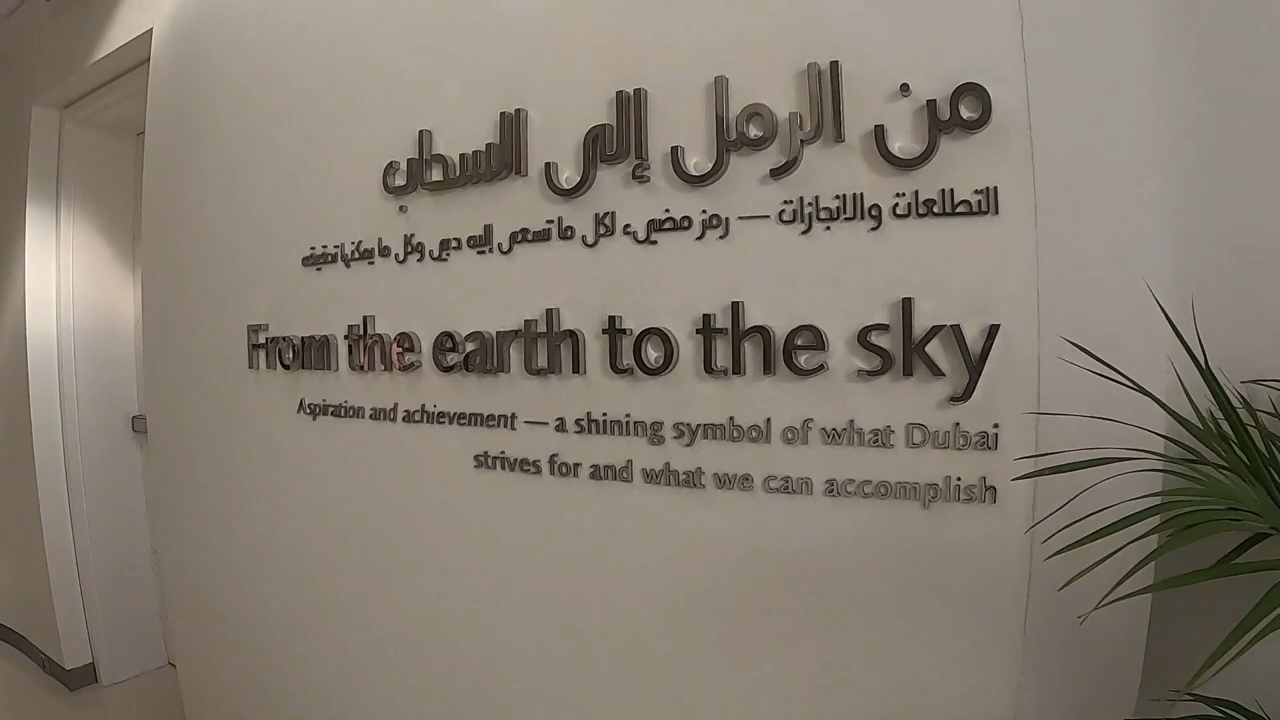 من الرمل إلى السحاب
التطلعات والانجازات — رمز مضيء لكل ما تسعى إليه دبي وكل ما يمكنها تحقيقه
From the earth to the sky
Aspiration and achievement — a shining symbol of what Dubai
strives for and what we can accomplish